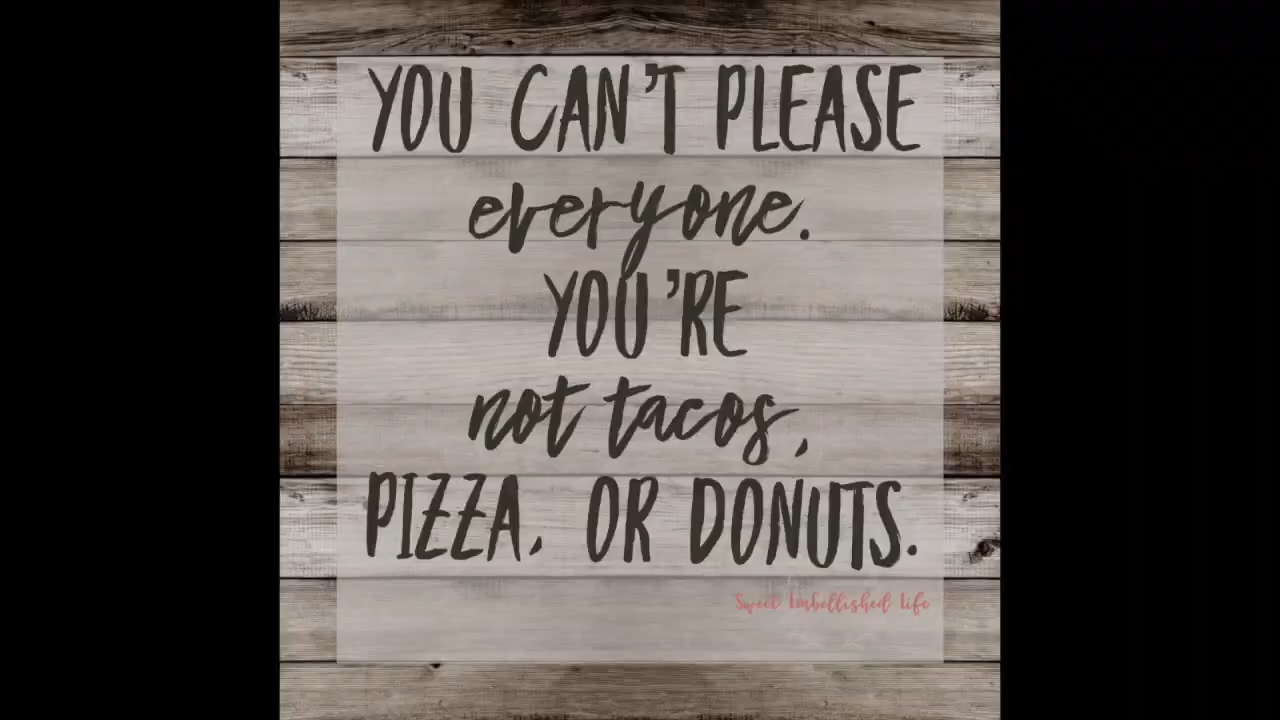 YOU CAN'T PLEASE
everyone.
YOU'RE
not tacos,
PIZZA, OR DONUTS.
Sweet Embellished Life